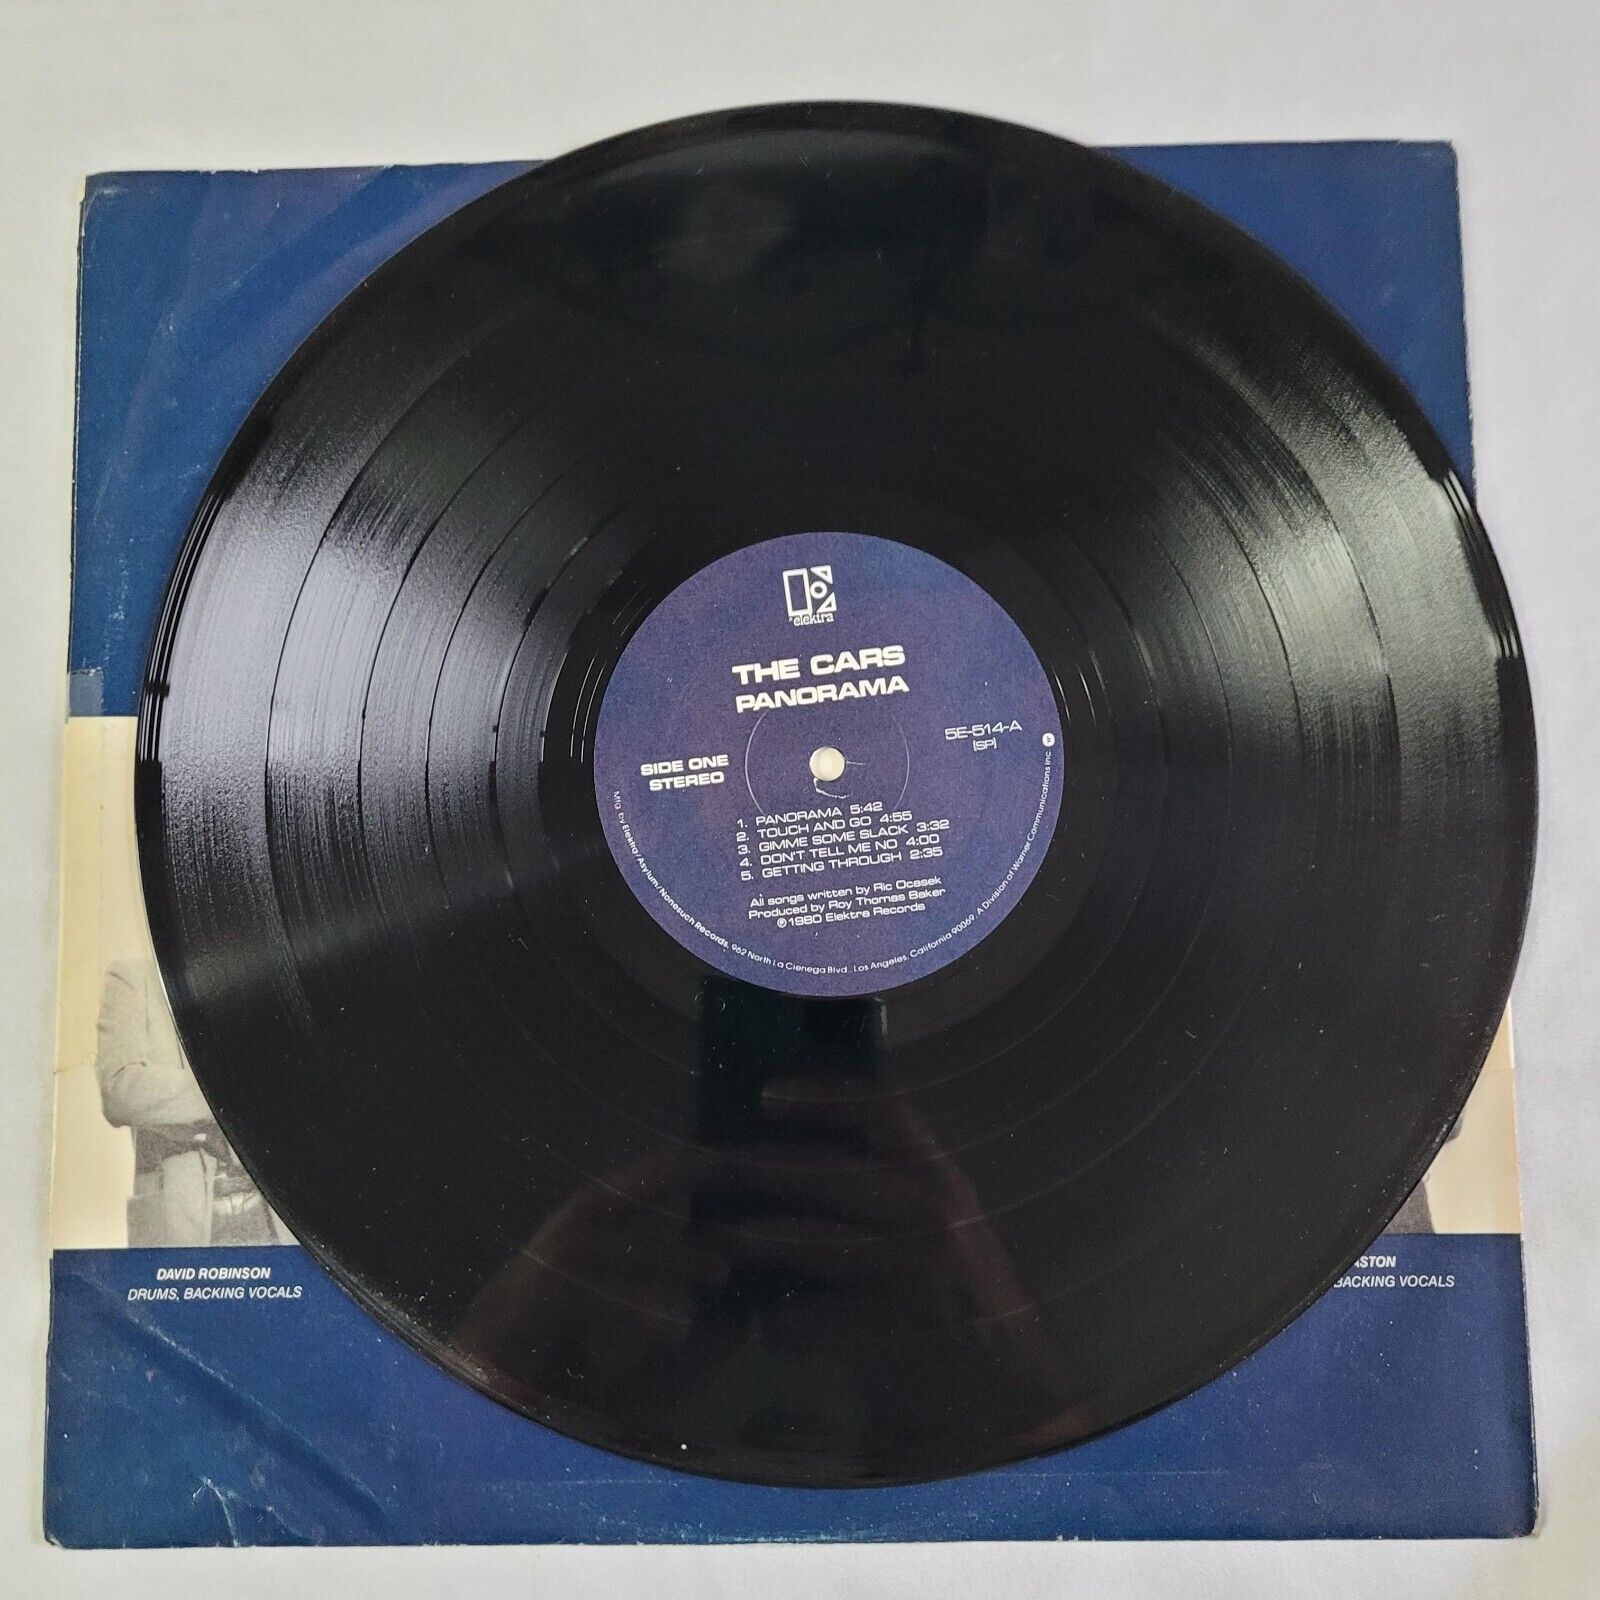 elektra
THE CARS
PANORAMA
5E-514-A
(SP)
SIDE ONE
STEREO
1. PANORAMA 5:42
2. TOUCH AND GO 4:55
3. GIMME SOME SLACK 3:32
4. DON'T TELL ME NO 4:00
5. GETTING THROUGH 2:35
All songs written by Ric Ocasek
Produced by Roy Thomas Baker
℗1980 Elektra Records
Mfg by Elektra/Asylum/Nonesuch Records, 962 North La Cienega Blvd., Los Angeles, California 90069. A Division of Warner Communications Inc.
DAVID ROBINSON
DRUMS, BACKING VOCALS
ASTON
BACKING VOCALS